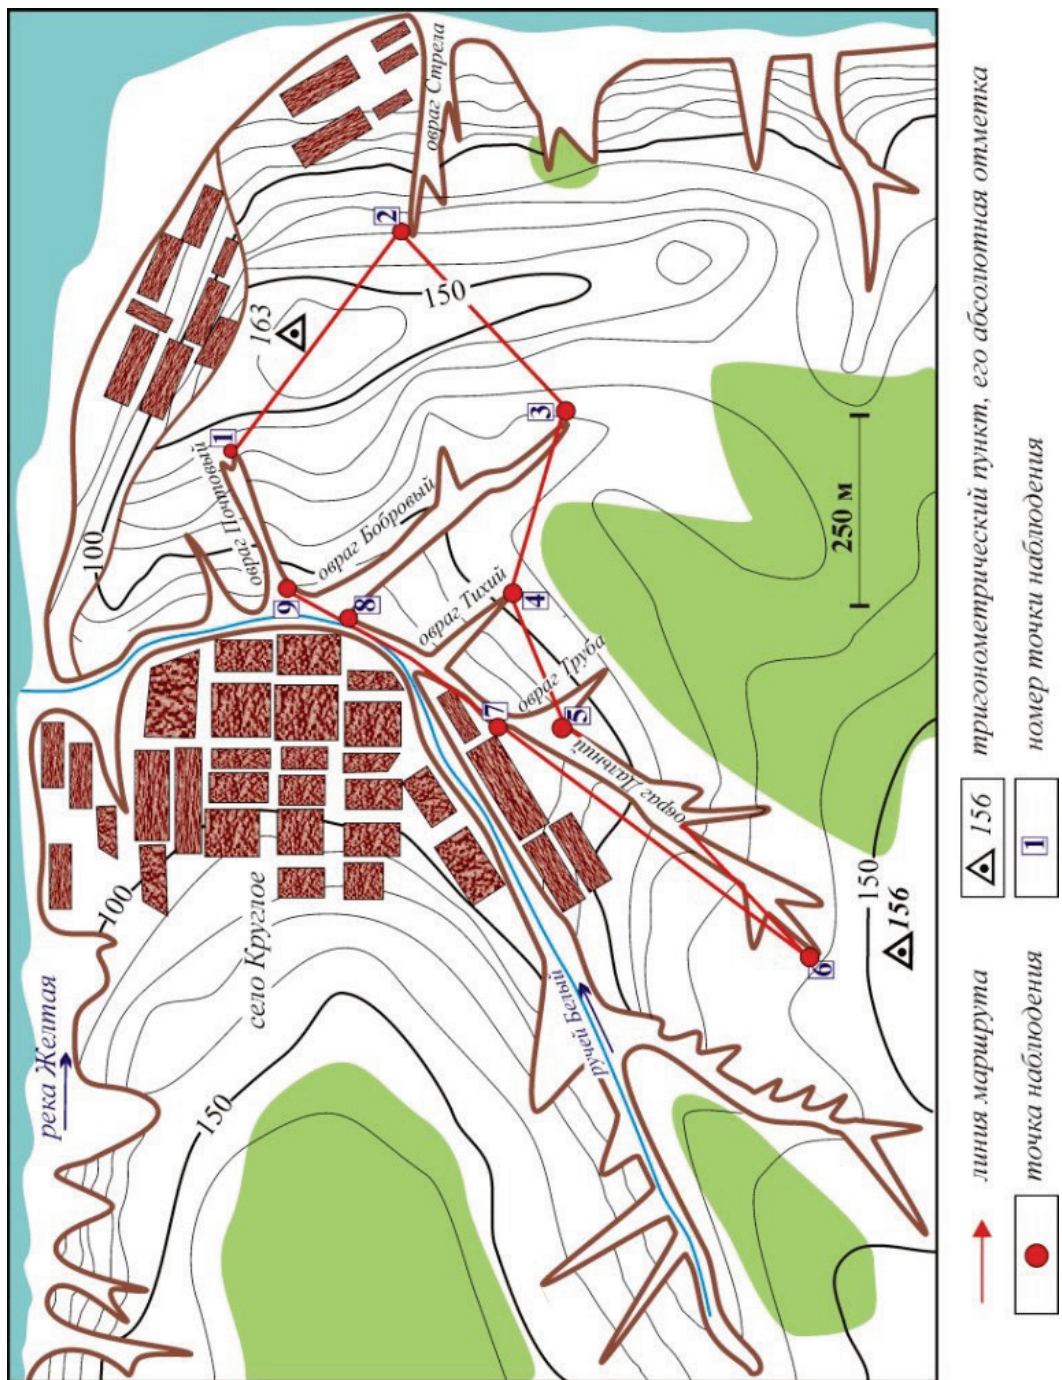 река Желтая
село Круглое
ручей Белый
100
100
150
150
150
163
156
овраг Стрела
овраг Почтовый
овраг Бобровый
овраг Тихий
овраг Труба
овраг Дальний
1
2
3
4
5
6
7
8
9
250 м
линия маршрута
точка наблюдения
156
тригонометрический пункт, его абсолютная отметка
1
номер точки наблюдения